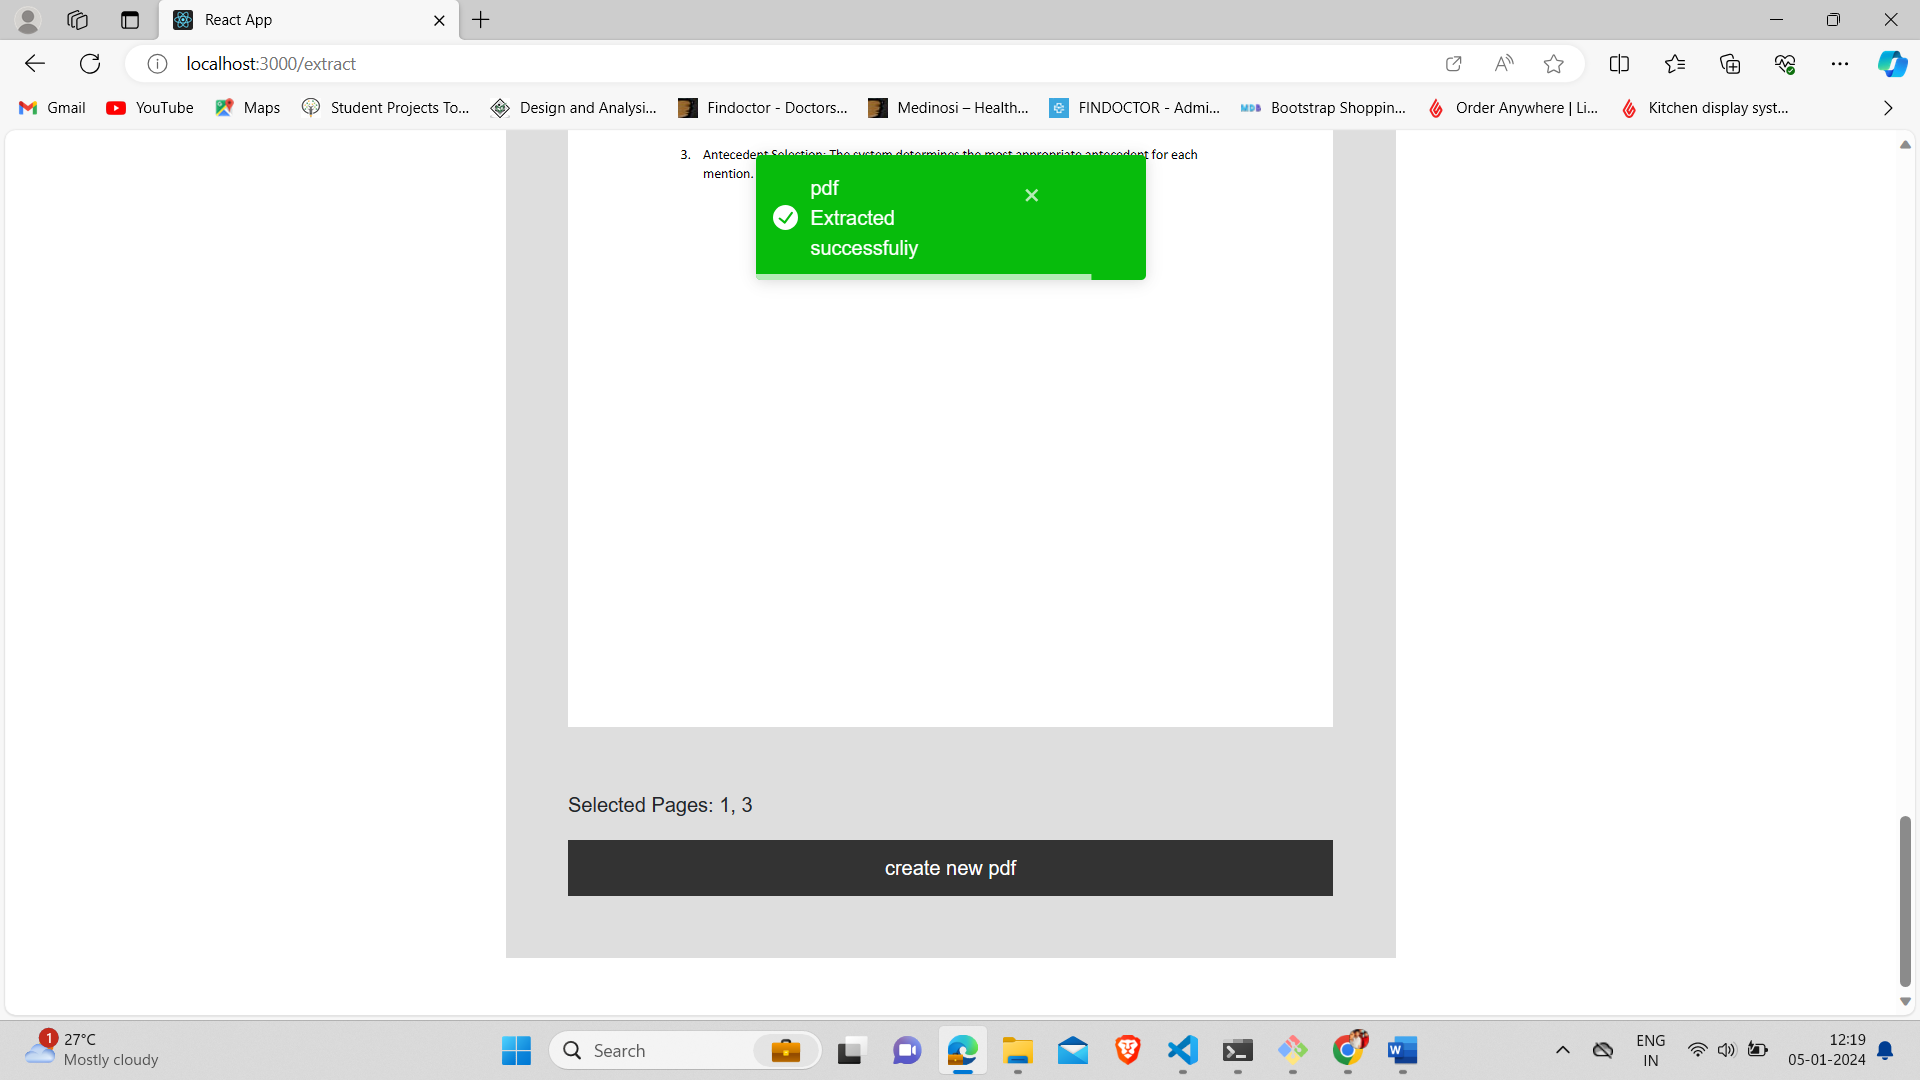 React App
localhost:3000/extract
Gmail
YouTube
Maps
Student Projects To...
Design and Analysi...
Findoctor - Doctors...
Medinosi – Health...
FINDOCTOR - Admi...
Bootstrap Shoppin...
Order Anywhere | Li...
Kitchen display syst...
3. Antecedent Selection: The system determines the most appropriate antecedent for each
mention.
pdf
Extracted
successfuliy
Selected Pages: 1, 3
create new pdf
1
27°C
Mostly cloudy
Search
ENG
IN
12:19
05-01-2024